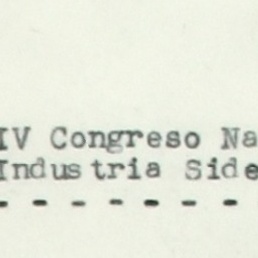 IV Congreso Na
Industria Side
- - - - - - -